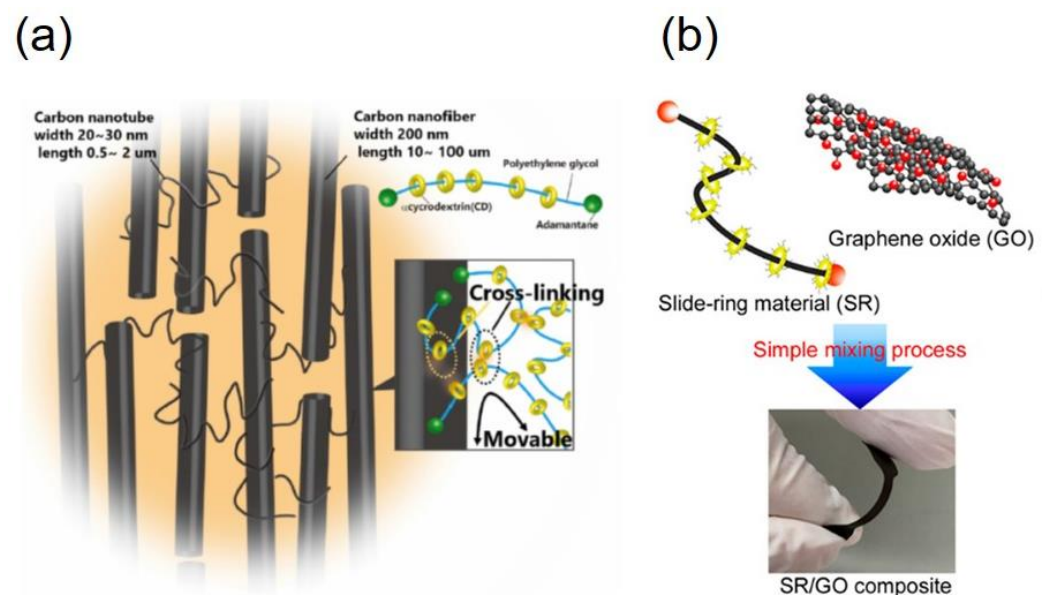 (a)
(b)
Carbon nanotube
width 20~30 nm
length 0.5~ 2 um
Carbon nanofiber
width 200 nm
length 10~ 100 um
Polyethylene glycol
αcycrodextrin(CD)
Adamantane
Cross-linking
Movable
Graphene oxide (GO)
Slide-ring material (SR)
Simple mixing process
SR/GO composite